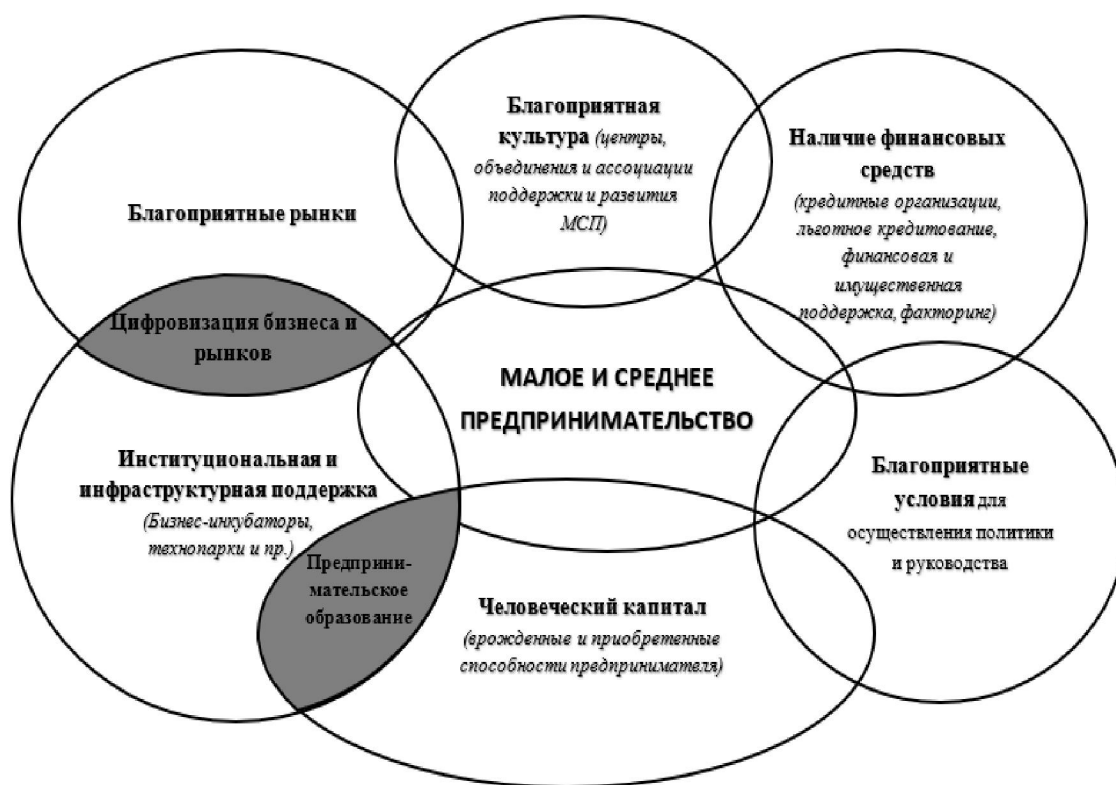 Благоприятная
культура (центры,
объединения и ассоциации
поддержки и развития
МСП)
Наличие финансовых
средств
(кредитные организации,
льготное кредитование,
финансовая и
имущественная
поддержка, факторинг)
Благоприятные рынки
Цифровизация бизнеса и
рынков
МАЛОЕ И СРЕДНЕЕ
ПРЕДПРИНИМАТЕЛЬСТВО
Институциональная и
инфраструктурная поддержка
(Бизнес-инкубаторы,
технопарки и пр.)
Благоприятные
условия для
осуществления политики
и руководства
Предприни-
мательское
образование
Человеческий капитал
(врожденные и приобретенные
способности предпринимателя)